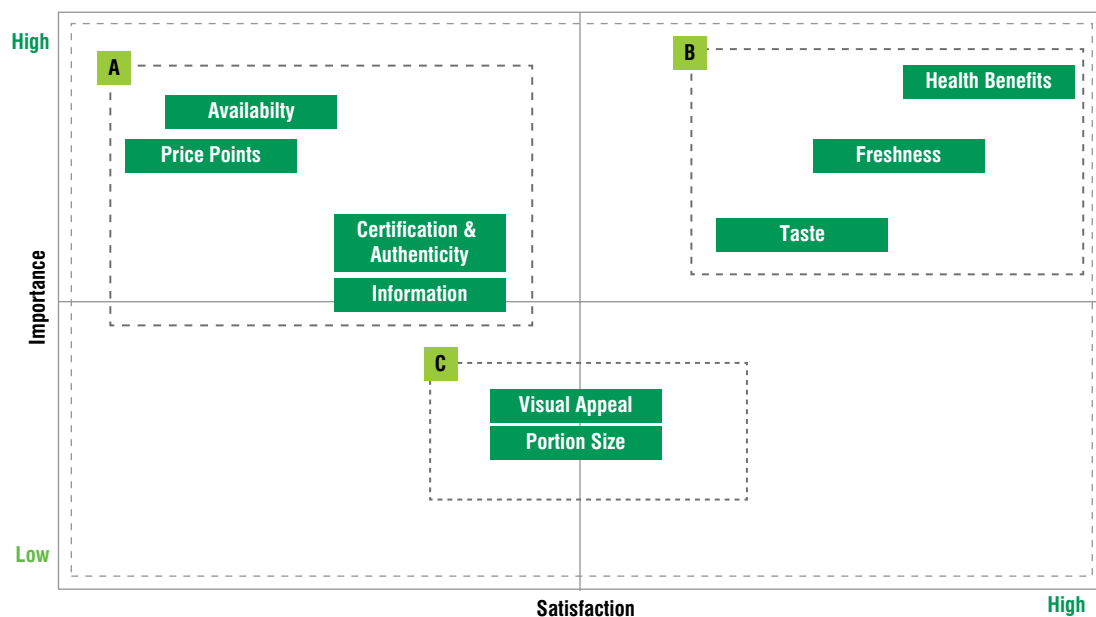 High
A
B
Health Benefits
Availabilty
Price Points
Freshness
Certification &
Authenticity
Taste
Information
Importance
C
Visual Appeal
Portion Size
Low
Satisfaction
High